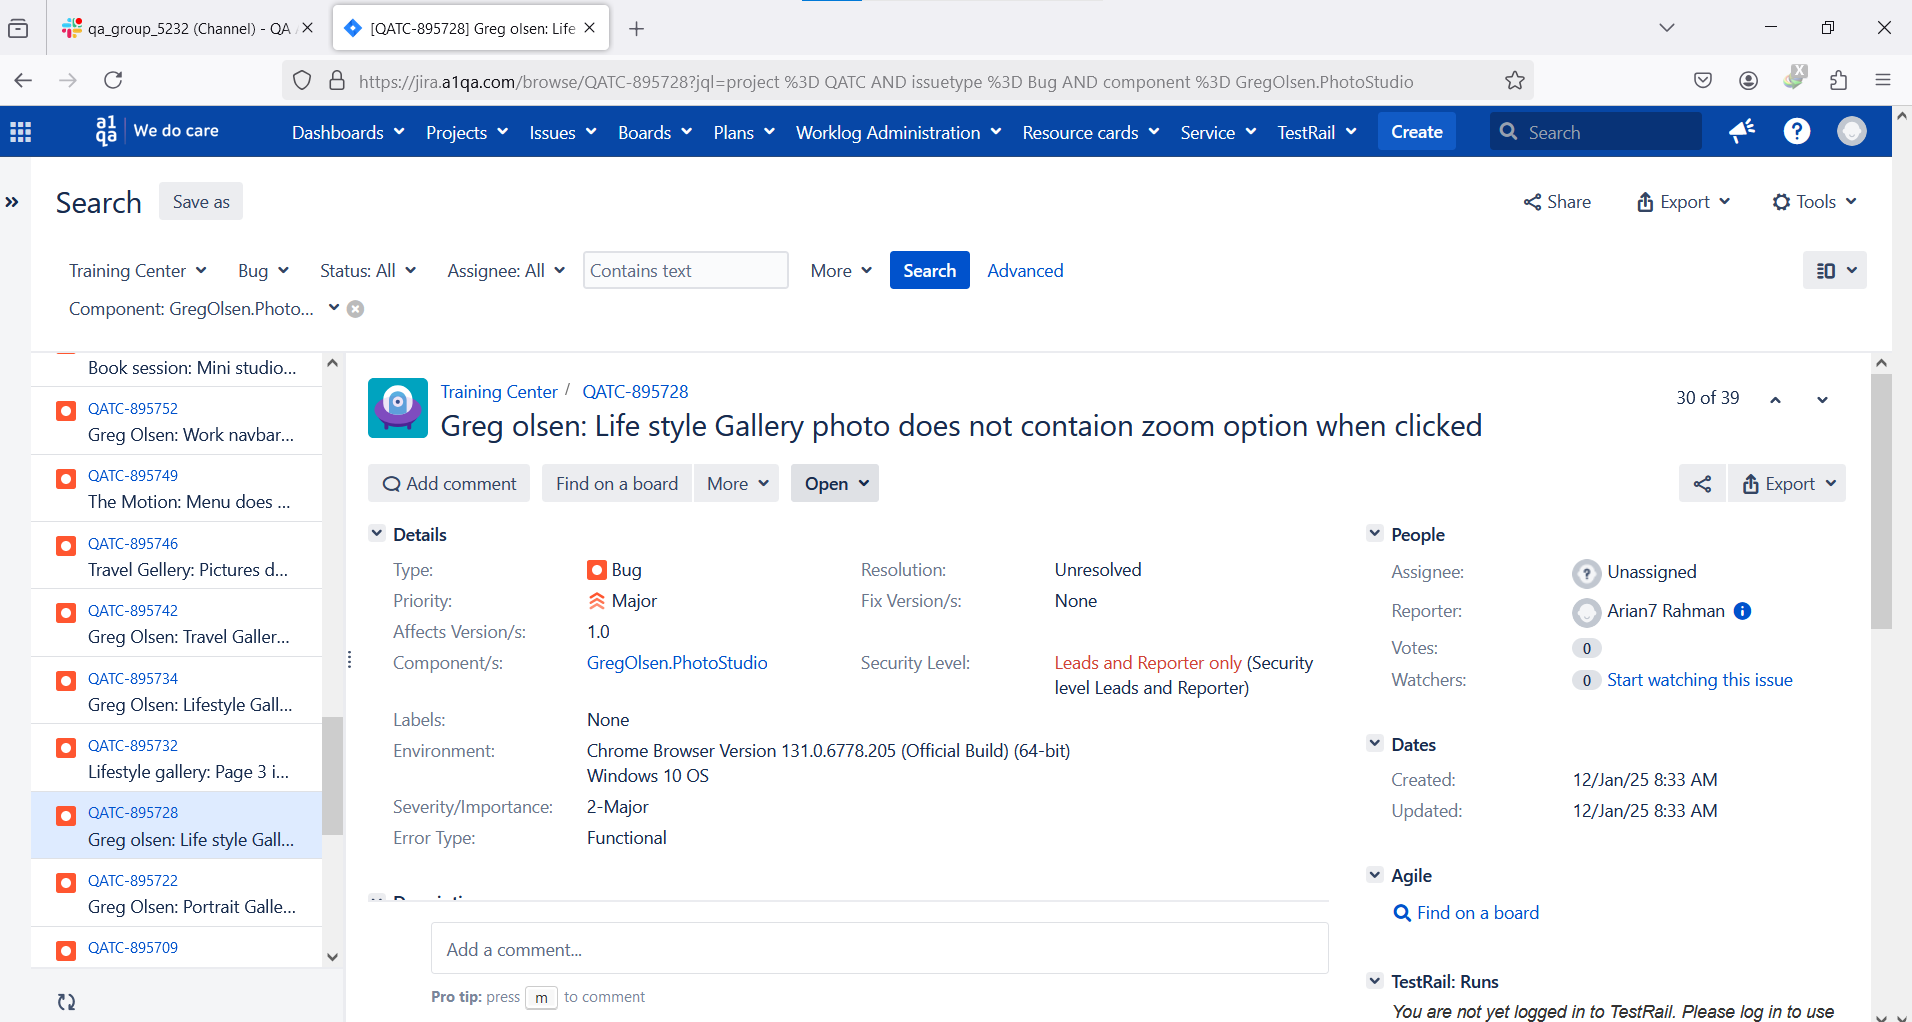 qa_group_5232 (Channel) - QA
[QATC-895728] Greg olsen: Life
https://jira.a1qa.com/browse/QATC-895728?jql=project %3D QATC AND issuetype %3D Bug AND component %3D GregOlsen.PhotoStudio
X
a1
qa
We do care
Dashboards
Projects
Issues
Boards
Plans
Worklog Administration
Resource cards
Service
TestRail
Create
Search
Search
Save as
Share
Export
Tools
Training Center
Bug
Status: All
Assignee: All
Contains text
More
Search
Advanced
Component: GregOlsen.Photo...
Book session: Mini studio...
QATC-895752
Greg Olsen: Work navbar...
QATC-895749
The Motion: Menu does ...
QATC-895746
Travel Gellery: Pictures d...
QATC-895742
Greg Olsen: Travel Galler...
QATC-895734
Greg Olsen: Lifestyle Gall...
QATC-895732
Lifestyle gallery: Page 3 i...
QATC-895728
Greg olsen: Life style Gall...
QATC-895722
Greg Olsen: Portrait Galle...
QATC-895709
Training Center / QATC-895728
30 of 39
Greg olsen: Life style Gallery photo does not contaion zoom option when clicked
Add comment
Find on a board
More
Open
Export
Details
Type: Bug
Resolution: Unresolved
Priority: Major
Fix Version/s: None
Affects Version/s: 1.0
Component/s: GregOlsen.PhotoStudio
Security Level: Leads and Reporter only (Security
level Leads and Reporter)
Labels: None
Environment: Chrome Browser Version 131.0.6778.205 (Official Build) (64-bit)
Windows 10 OS
Severity/Importance: 2-Major
Error Type: Functional
Add a comment...
Pro tip: press m to comment
People
Assignee: Unassigned
Reporter: Arian7 Rahman
Votes: 0
Watchers: 0 Start watching this issue
Dates
Created: 12/Jan/25 8:33 AM
Updated: 12/Jan/25 8:33 AM
Agile
Find on a board
TestRail: Runs
You are not yet logged in to TestRail. Please log in to use